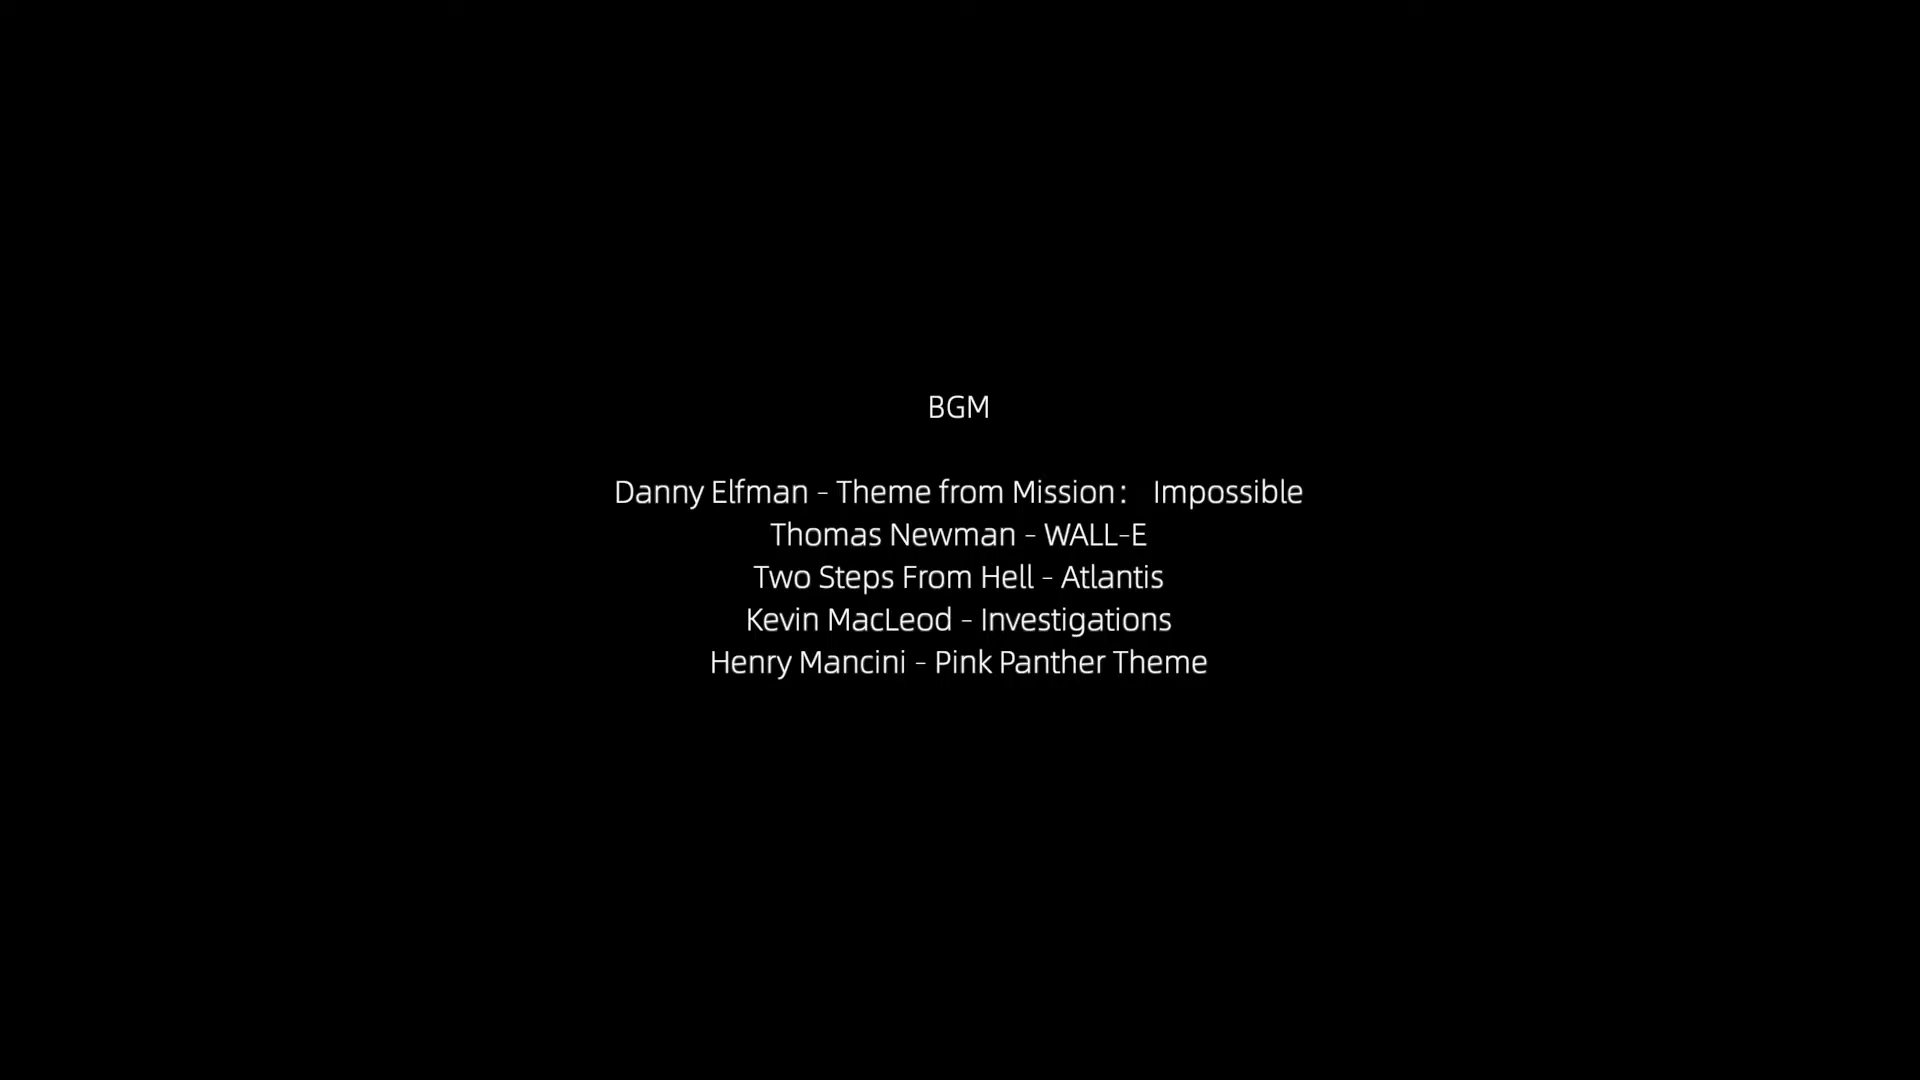 BGM
Danny Elfman - Theme from Mission： Impossible
Thomas Newman - WALL-E
Two Steps From Hell - Atlantis
Kevin MacLeod - Investigations
Henry Mancini - Pink Panther Theme